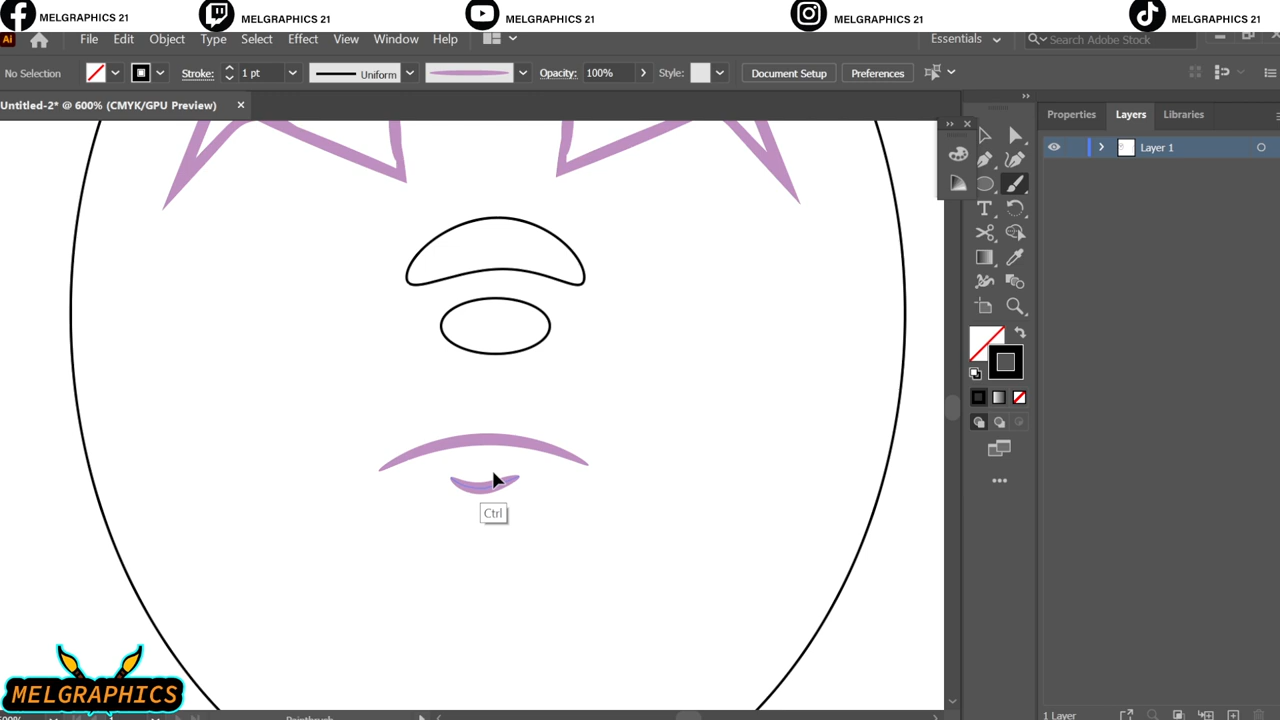 MELGRAPHICS 21 MELGRAPHICS 21 MELGRAPHICS 21 MELGRAPHICS 21 MELGRAPHICS 21
Ai File Edit Object Type Select Effect View Window Help Essentials Search Adobe Stock
No Selection Stroke: 1 pt Uniform Opacity: 100% Style: Document Setup Preferences
Untitled-2* @ 600% (CMYK/GPU Preview)
Properties Layers Libraries
Layer 1
Ctrl
MELGRAPHICS
Paintbrush
1 Layer